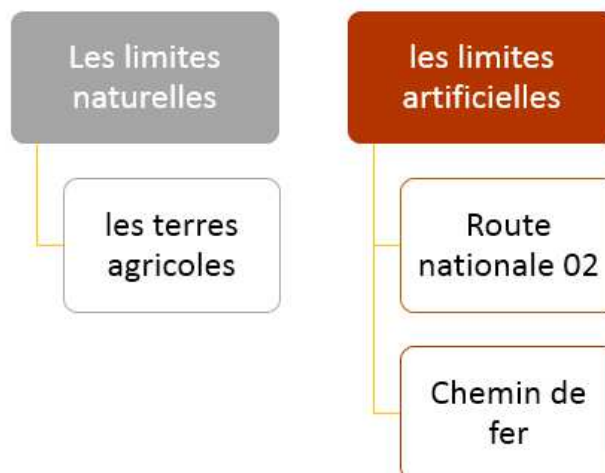 Les limites
naturelles
les terres
agricoles
les limites
artificielles
Route
nationale 02
Chemin de
fer